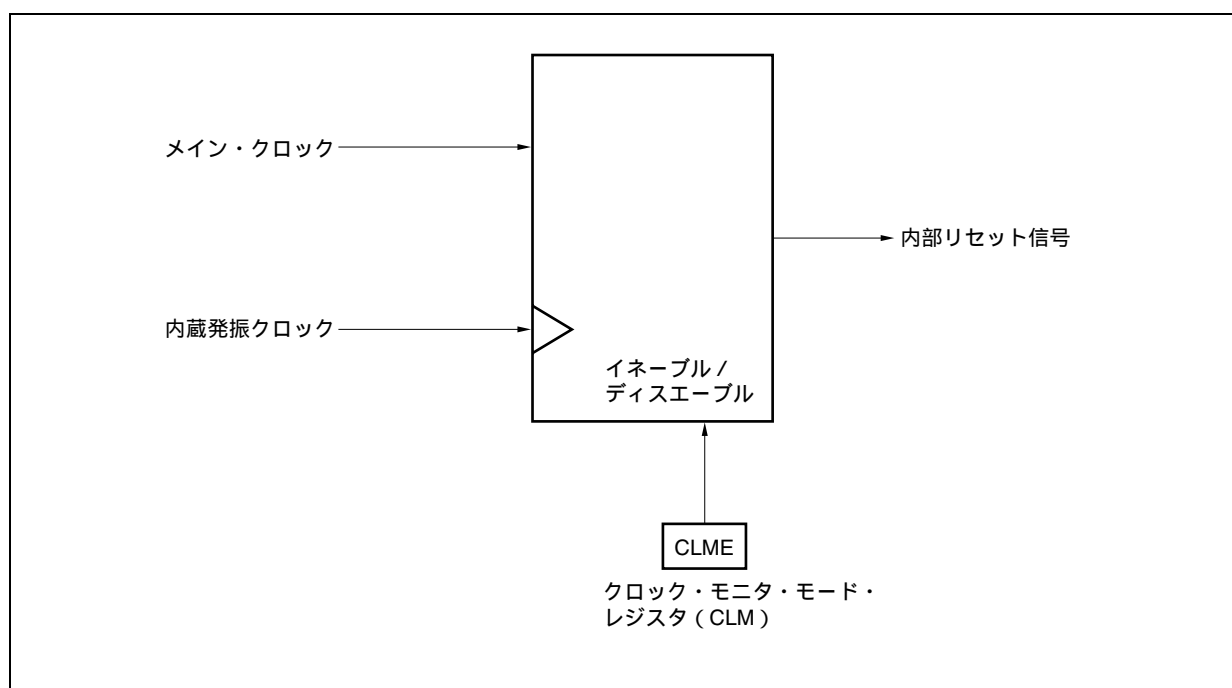 メイン・クロック
内部リセット信号
内蔵発振クロック
イネーブル /
ディスエーブル
CLME
クロック・モニタ・モード・
レジスタ（CLM）